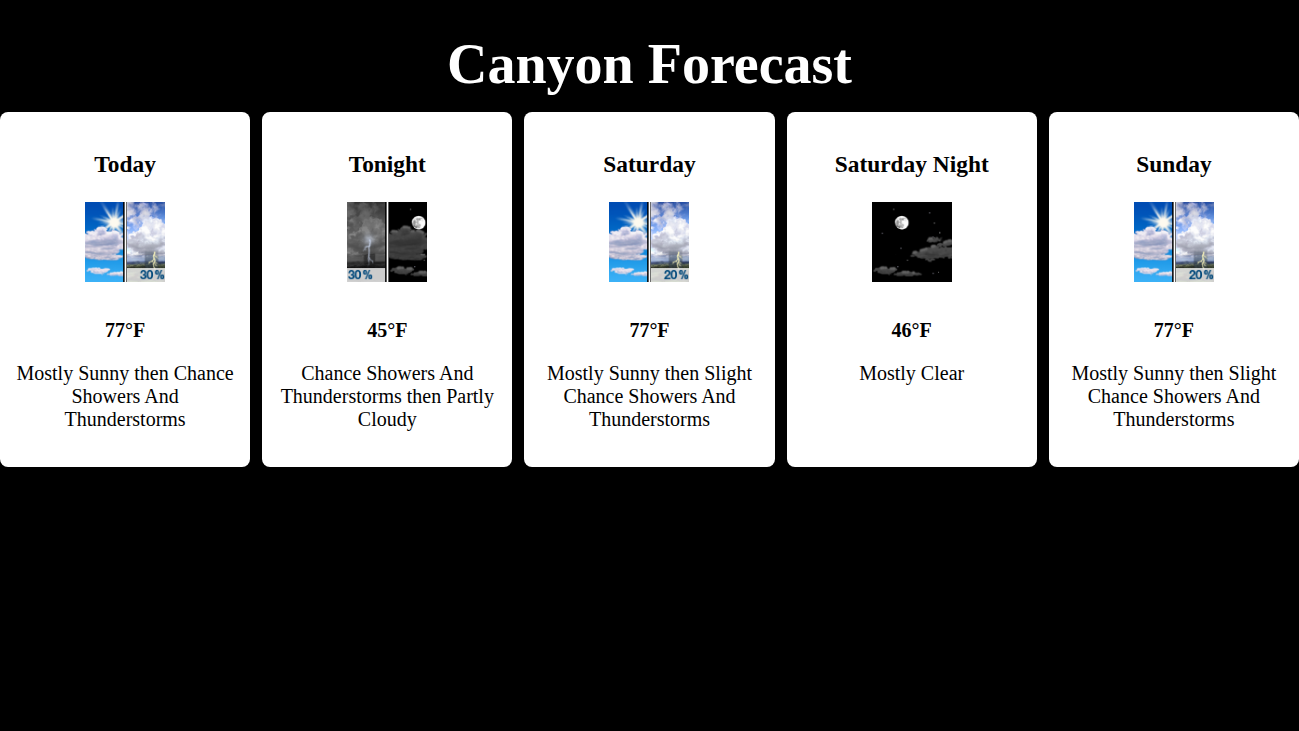 Canyon Forecast
Today
30%
77°F
Mostly Sunny then Chance
Showers And
Thunderstorms
Tonight
30%
45°F
Chance Showers And
Thunderstorms then Partly
Cloudy
Saturday
20%
77°F
Mostly Sunny then Slight
Chance Showers And
Thunderstorms
Saturday Night
46°F
Mostly Clear
Sunday
20%
77°F
Mostly Sunny then Slight
Chance Showers And
Thunderstorms